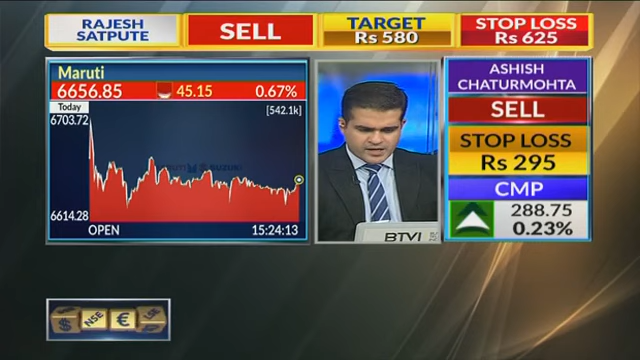 RAJESH
SATPUTE
SELL
TARGET
Rs 580
STOP LOSS
Rs 625
Maruti
6656.85
45.15
0.67%
Today
[542.1k]
6703.72
6614.28
OPEN
15:24:13
BTVI
ASHISH
CHATURMOHTA
SELL
STOP LOSS
Rs 295
CMP
288.75
0.23%
$
NSE
€